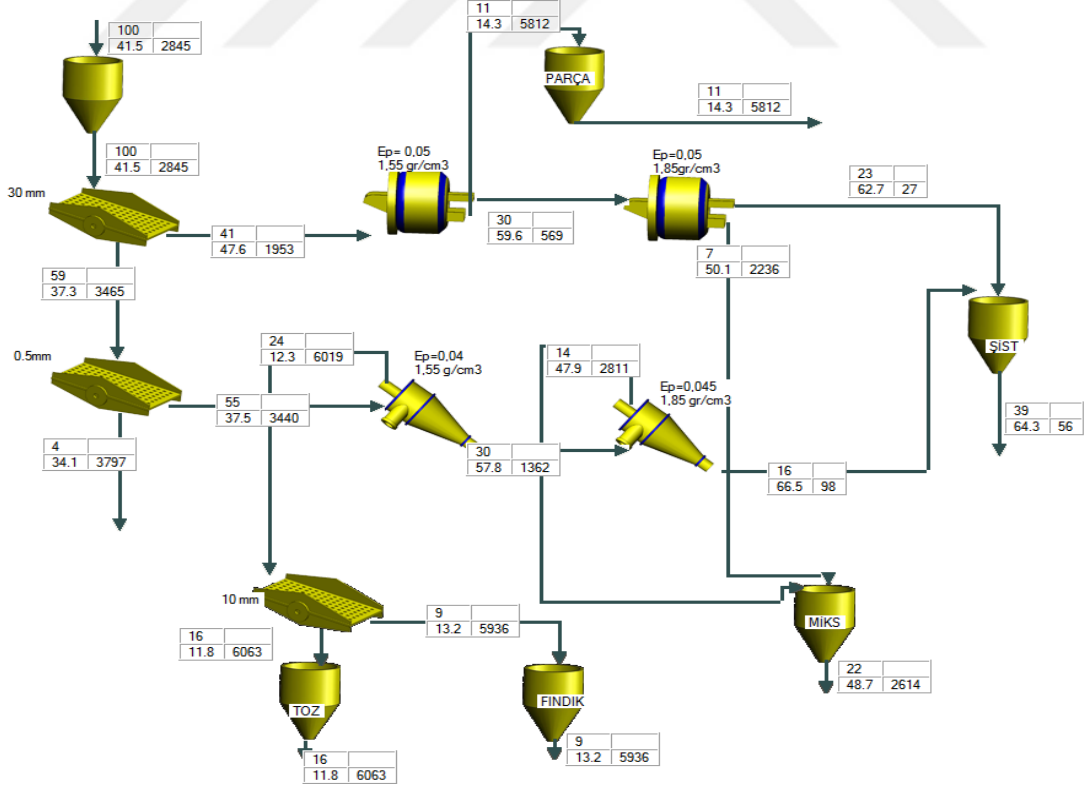 100
41.5 2845
11
14.3 5812
PARÇA
11
14.3 5812
100
41.5 2845
30 mm
Ep= 0,05
1,55 gr/cm3
Ep=0,05
1,85gr/cm3
23
62.7 27
41
47.6 1953
30
59.6 569
7
50.1 2236
59
37.3 3465
0.5mm
24
12.3 6019
Ep=0,04
1,55 g/cm3
14
47.9 2811
Ep=0,045
1,85 gr/cm3
ŞİST
55
37.5 3440
39
64.3 56
4
34.1 3797
30
57.8 1362
16
66.5 98
10 mm
9
13.2 5936
MİKS
16
11.8 6063
22
48.7 2614
TOZ
FINDIK
9
13.2 5936
16
11.8 6063